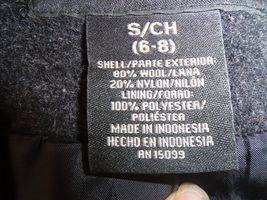 S/CH
(6-8)
SHELL/PARTE EXTERIOR:
80% WOOL/LANA
20% NYLON/NILÓN
LINING/FORRO:
100% POLYESTER/
POLIÉSTER
MADE IN INDONESIA
HECHO EN INDONESIA
RN 15099